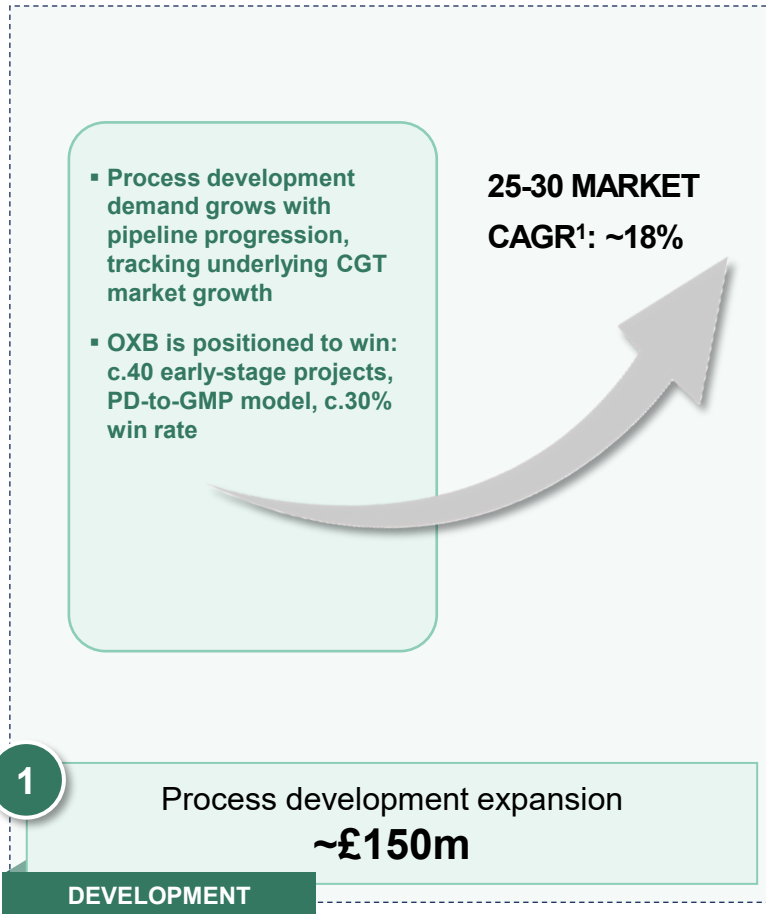 ▪ Process development
demand grows with
pipeline progression,
tracking underlying CGT
market growth
▪ OXB is positioned to win:
c.40 early-stage projects,
PD-to-GMP model, c.30%
win rate
25-30 MARKET
CAGR¹: ~18%
1
Process development expansion
~£150m
DEVELOPMENT